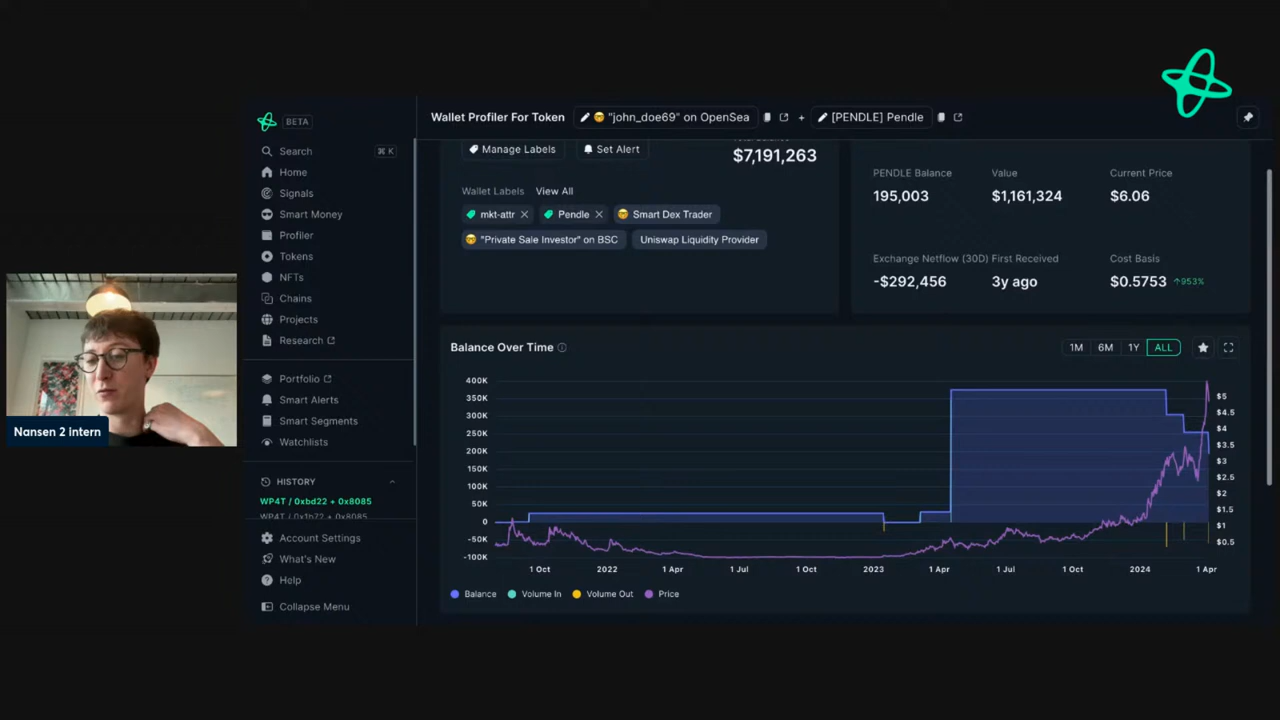 BETA
Search
⌘ K
Home
Signals
Smart Money
Profiler
Tokens
NFTs
Chains
Projects
Research
Portfolio
Smart Alerts
Smart Segments
Watchlists
HISTORY
WP4T / 0xbd22 + 0x8085
WP4T / 0x1b72 + 0x8085
Account Settings
What's New
Help
Collapse Menu
Nansen 2 intern
Wallet Profiler For Token
"john_doe69" on OpenSea
+
[PENDLE] Pendle
Manage Labels
Set Alert
Total Balance
$7,191,263
Wallet Labels
View All
mkt-attr
Pendle
Smart Dex Trader
"Private Sale Investor" on BSC
Uniswap Liquidity Provider
PENDLE Balance
Value
Current Price
195,003
$1,161,324
$6.06
Exchange Netflow (30D)
First Received
Cost Basis
-$292,456
3y ago
$0.5753
↑953%
Balance Over Time
1M
6M
1Y
ALL
400K
350K
300K
250K
200K
150K
100K
50K
0
-50K
-100K
$5
$4.5
$4
$3.5
$3
$2.5
$2
$1.5
$1
$0.5
1 Oct
2022
1 Apr
1 Jul
1 Oct
2023
1 Apr
1 Jul
1 Oct
2024
1 Apr
Balance
Volume In
Volume Out
Price